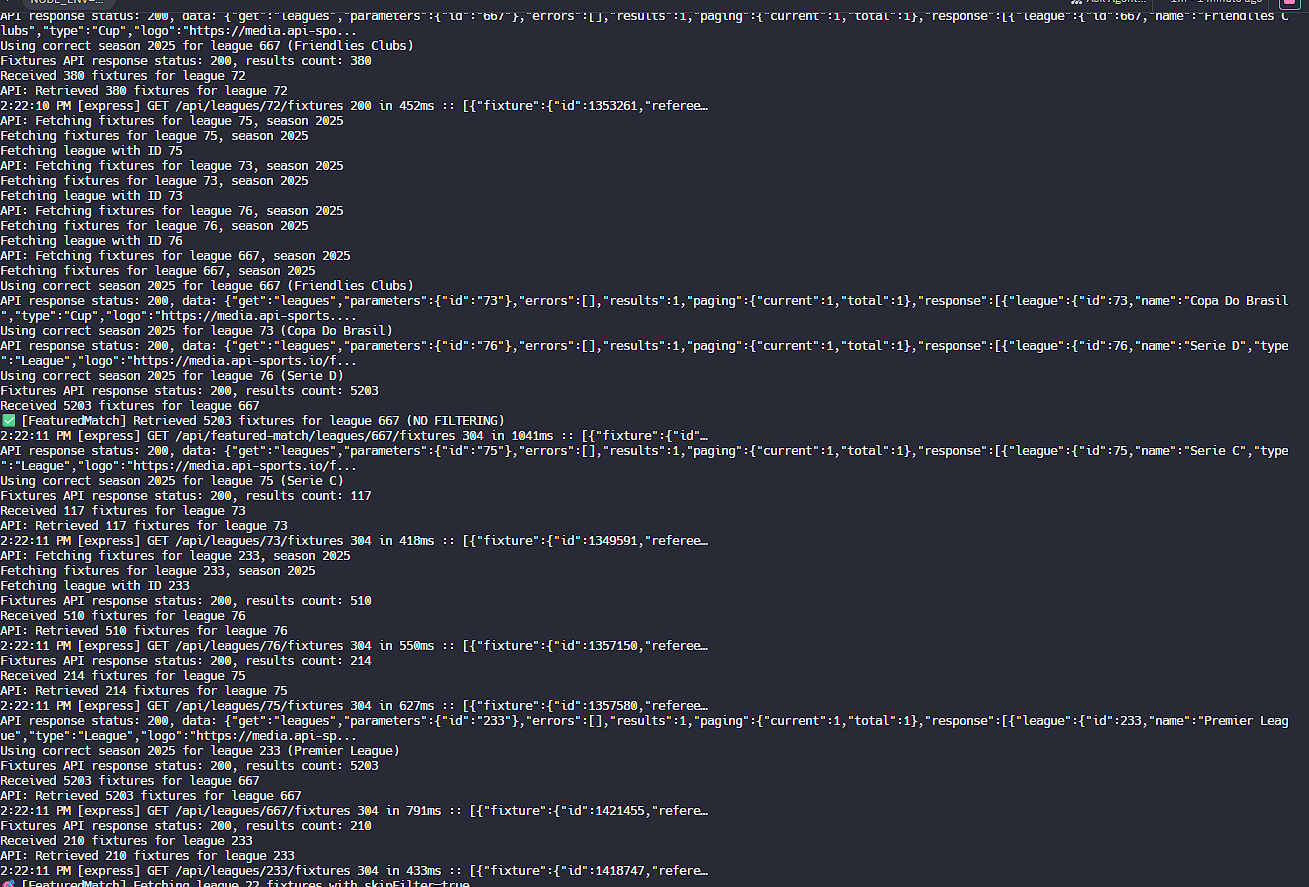 NODE_ENV=...
Ask Agent...
1m · 1 minute ago
API response status: 200, data: {"get":"leagues","parameters":{"id":"667"},"errors":[],"results":1,"paging":{"current":1,"total":1},"response":[{"league":{"id":667,"name":"Friendlies C
lubs","type":"Cup","logo":"https://media.api-spo...
Using correct season 2025 for league 667 (Friendlies Clubs)
Fixtures API response status: 200, results count: 380
Received 380 fixtures for league 72
API: Retrieved 380 fixtures for league 72
2:22:10 PM [express] GET /api/leagues/72/fixtures 200 in 452ms :: [{"fixture":{"id":1353261,"referee…
API: Fetching fixtures for league 75, season 2025
Fetching fixtures for league 75, season 2025
Fetching league with ID 75
API: Fetching fixtures for league 73, season 2025
Fetching fixtures for league 73, season 2025
Fetching league with ID 73
API: Fetching fixtures for league 76, season 2025
Fetching fixtures for league 76, season 2025
Fetching league with ID 76
API: Fetching fixtures for league 667, season 2025
Fetching fixtures for league 667, season 2025
Using correct season 2025 for league 667 (Friendlies Clubs)
API response status: 200, data: {"get":"leagues","parameters":{"id":"73"},"errors":[],"results":1,"paging":{"current":1,"total":1},"response":[{"league":{"id":73,"name":"Copa Do Brasil
","type":"Cup","logo":"https://media.api-sports....
Using correct season 2025 for league 73 (Copa Do Brasil)
API response status: 200, data: {"get":"leagues","parameters":{"id":"76"},"errors":[],"results":1,"paging":{"current":1,"total":1},"response":[{"league":{"id":76,"name":"Serie D","type
":"League","logo":"https://media.api-sports.io/f...
Using correct season 2025 for league 76 (Serie D)
Fixtures API response status: 200, results count: 5203
Received 5203 fixtures for league 667
✅ [FeaturedMatch] Retrieved 5203 fixtures for league 667 (NO FILTERING)
2:22:11 PM [express] GET /api/featured-match/leagues/667/fixtures 304 in 1041ms :: [{"fixture":{"id"…
API response status: 200, data: {"get":"leagues","parameters":{"id":"75"},"errors":[],"results":1,"paging":{"current":1,"total":1},"response":[{"league":{"id":75,"name":"Serie C","type
":"League","logo":"https://media.api-sports.io/f...
Using correct season 2025 for league 75 (Serie C)
Fixtures API response status: 200, results count: 117
Received 117 fixtures for league 73
API: Retrieved 117 fixtures for league 73
2:22:11 PM [express] GET /api/leagues/73/fixtures 304 in 418ms :: [{"fixture":{"id":1349591,"referee…
API: Fetching fixtures for league 233, season 2025
Fetching fixtures for league 233, season 2025
Fetching league with ID 233
Fixtures API response status: 200, results count: 510
Received 510 fixtures for league 76
API: Retrieved 510 fixtures for league 76
2:22:11 PM [express] GET /api/leagues/76/fixtures 304 in 550ms :: [{"fixture":{"id":1357150,"referee…
Fixtures API response status: 200, results count: 214
Received 214 fixtures for league 75
API: Retrieved 214 fixtures for league 75
2:22:11 PM [express] GET /api/leagues/75/fixtures 304 in 627ms :: [{"fixture":{"id":1357580,"referee…
API response status: 200, data: {"get":"leagues","parameters":{"id":"233"},"errors":[],"results":1,"paging":{"current":1,"total":1},"response":[{"league":{"id":233,"name":"Premier Leag
ue","type":"League","logo":"https://media.api-sp...
Using correct season 2025 for league 233 (Premier League)
Fixtures API response status: 200, results count: 5203
Received 5203 fixtures for league 667
API: Retrieved 5203 fixtures for league 667
2:22:11 PM [express] GET /api/leagues/667/fixtures 304 in 791ms :: [{"fixture":{"id":1421455,"refere…
Fixtures API response status: 200, results count: 210
Received 210 fixtures for league 233
API: Retrieved 210 fixtures for league 233
2:22:11 PM [express] GET /api/leagues/233/fixtures 304 in 433ms :: [{"fixture":{"id":1418747,"refere…
🎯 [FeaturedMatch] Fetching league 22 fixtures with skipFilter=true